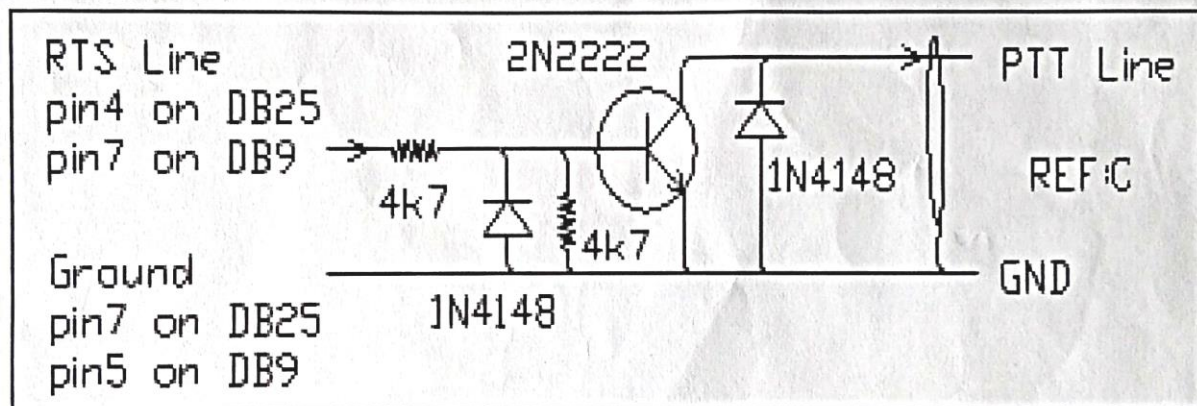 RTS Line
pin4 on DB25
pin7 on DB9
4k7
1N4148
4k7
2N2222
1N4148
PTT Line
REF:C
GND
Ground
pin7 on DB25
pin5 on DB9